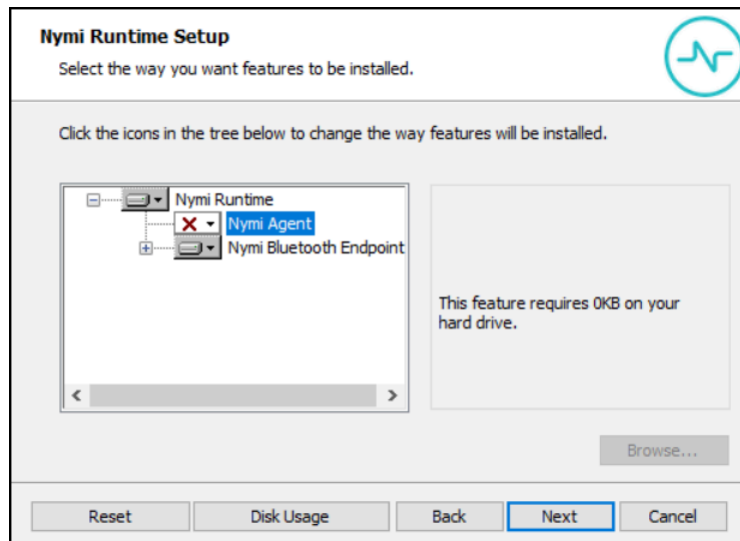 Nymi Runtime Setup
Select the way you want features to be installed.
Click the icons in the tree below to change the way features will be installed.
Nymi Runtime
Nymi Agent
Nymi Bluetooth Endpoint
This feature requires 0KB on your
hard drive.
Browse...
Reset Disk Usage Back Next Cancel